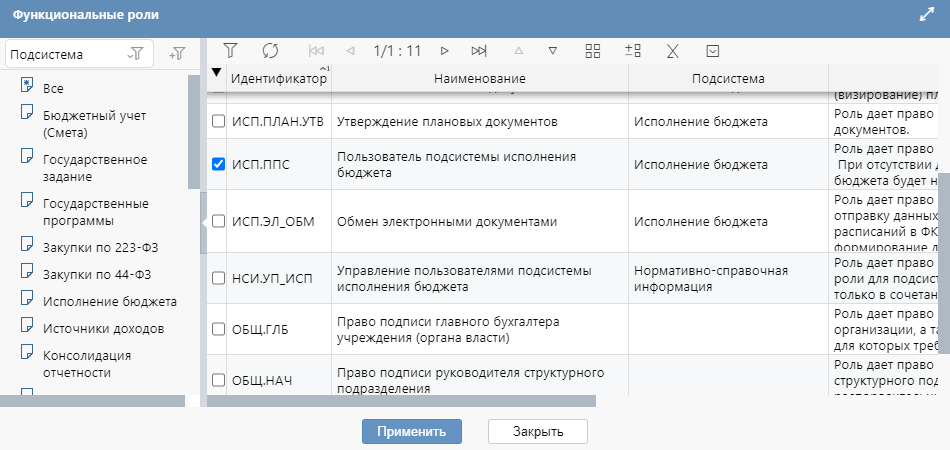 Функциональные роли
Подсистема
1/1 : 11
Все
Бюджетный учет
(Смета)
Государственное
задание
Государственные
программы
Закупки по 223-ФЗ
Закупки по 44-ФЗ
Исполнение бюджета
Источники доходов
Консолидация
отчетности
Идентификатор 1 Наименование Подсистема
(визирование) пл
ИСП.ПЛАН.УТВ Утверждение плановых документов Исполнение бюджета Роль дает право
документов.
ИСП.ППС Пользователь подсистемы исполнения
бюджета Исполнение бюджета Роль дает право
При отсутствии д
бюджета будет н
ИСП.ЭЛ_ОБМ Обмен электронными документами Исполнение бюджета Роль дает право
отправку данных
расписаний в ФК
формирование д
НСИ.УП_ИСП Управление пользователями подсистемы
исполнения бюджета Нормативно-справочная
информация Роль дает право
роли для подсист
только в сочетан
ОБЩ.ГЛБ Право подписи главного бухгалтера
учреждения (органа власти) Роль дает право
организации, а та
для которых треб
ОБЩ.НАЧ Право подписи руководителя структурного
подразделения Роль дает право
структурного под
Применить Закрыть